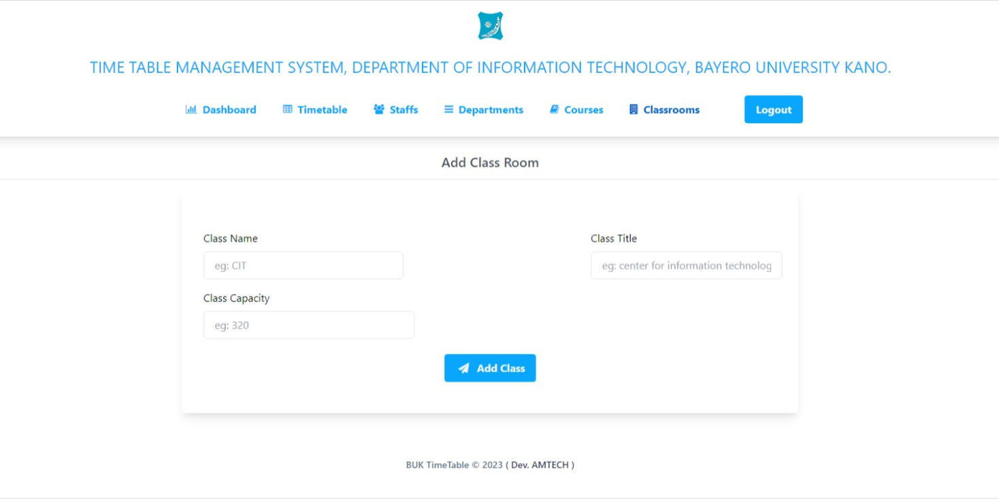 TIME TABLE MANAGEMENT SYSTEM, DEPARTMENT OF INFORMATION TECHNOLOGY, BAYERO UNIVERSITY KANO.
Dashboard Timetable Staffs Departments Courses Classrooms Logout
Add Class Room
Class Name Class Title
eg: CIT eg: center for information technolog
Class Capacity
eg: 320
Add Class
BUK TimeTable © 2023 ( Dev. AMTECH )